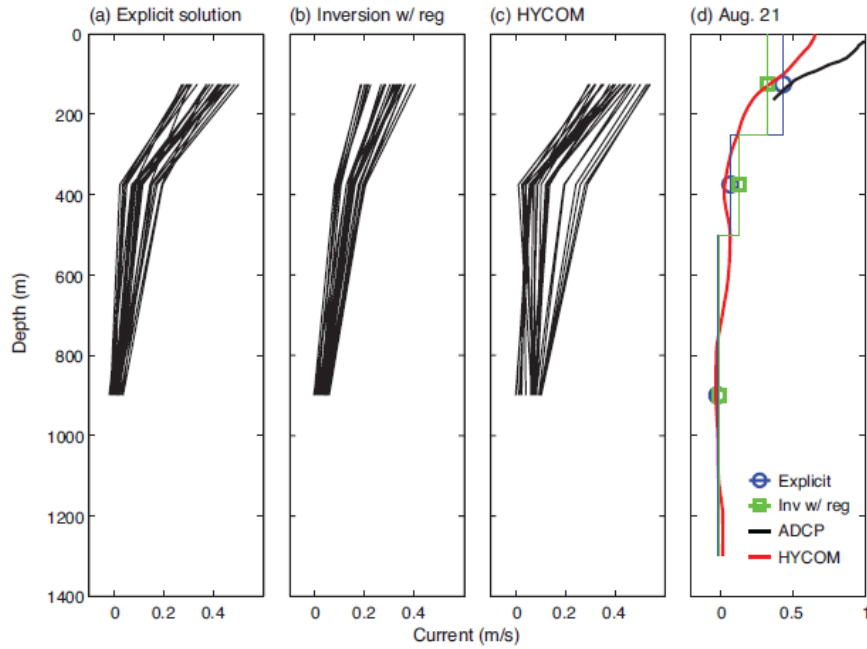 (a) Explicit solution
(b) Inversion w/ reg
(c) HYCOM
(d) Aug. 21
0
200
400
600
800
1000
1200
1400
Depth (m)
0 0.2 0.4
0 0.2 0.4
0 0.2 0.4
0 0.5 1
Current (m/s)
Explicit
Inv w/ reg
ADCP
HYCOM